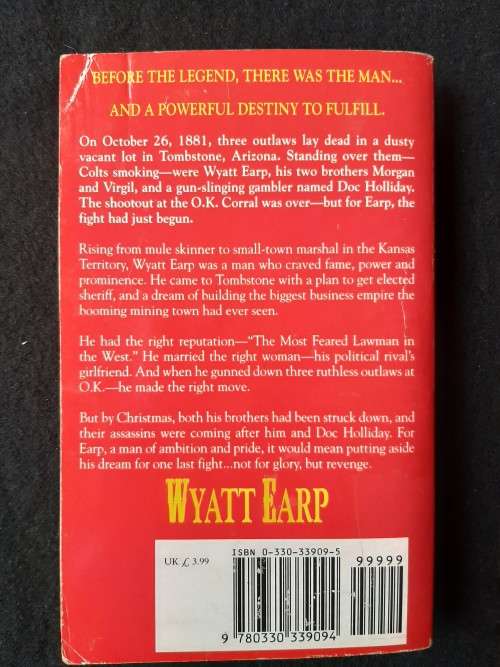 BEFORE THE LEGEND, THERE WAS THE MAN...
AND A POWERFUL DESTINY TO FULFILL.
On October 26, 1881, three outlaws lay dead in a dusty
vacant lot in Tombstone, Arizona. Standing over them—
Colts smoking—were Wyatt Earp, his two brothers Morgan
and Virgil, and a gun-slinging gambler named Doc Holliday.
The shootout at the O.K. Corral was over—but for Earp, the
fight had just begun.
Rising from mule skinner to small-town marshal in the Kansas
Territory, Wyatt Earp was a man who craved fame, power and
prominence. He came to Tombstone with a plan to get elected
sheriff, and a dream of building the biggest business empire the
booming mining town had ever seen.
He had the right reputation—"The Most Feared Lawman in
the West." He married the right woman—his political rival's
girlfriend. And when he gunned down three ruthless outlaws at
O.K.—he made the right move.
But by Christmas, both his brothers had been struck down, and
their assassins were coming after him and Doc Holliday. For
Earp, a man of ambition and pride, it would mean putting aside
his dream for one last fight...not for glory, but revenge.
WYATT EARP
UK £ 3.99
ISBN 0-330-33909-5
99999
9 780330 339094